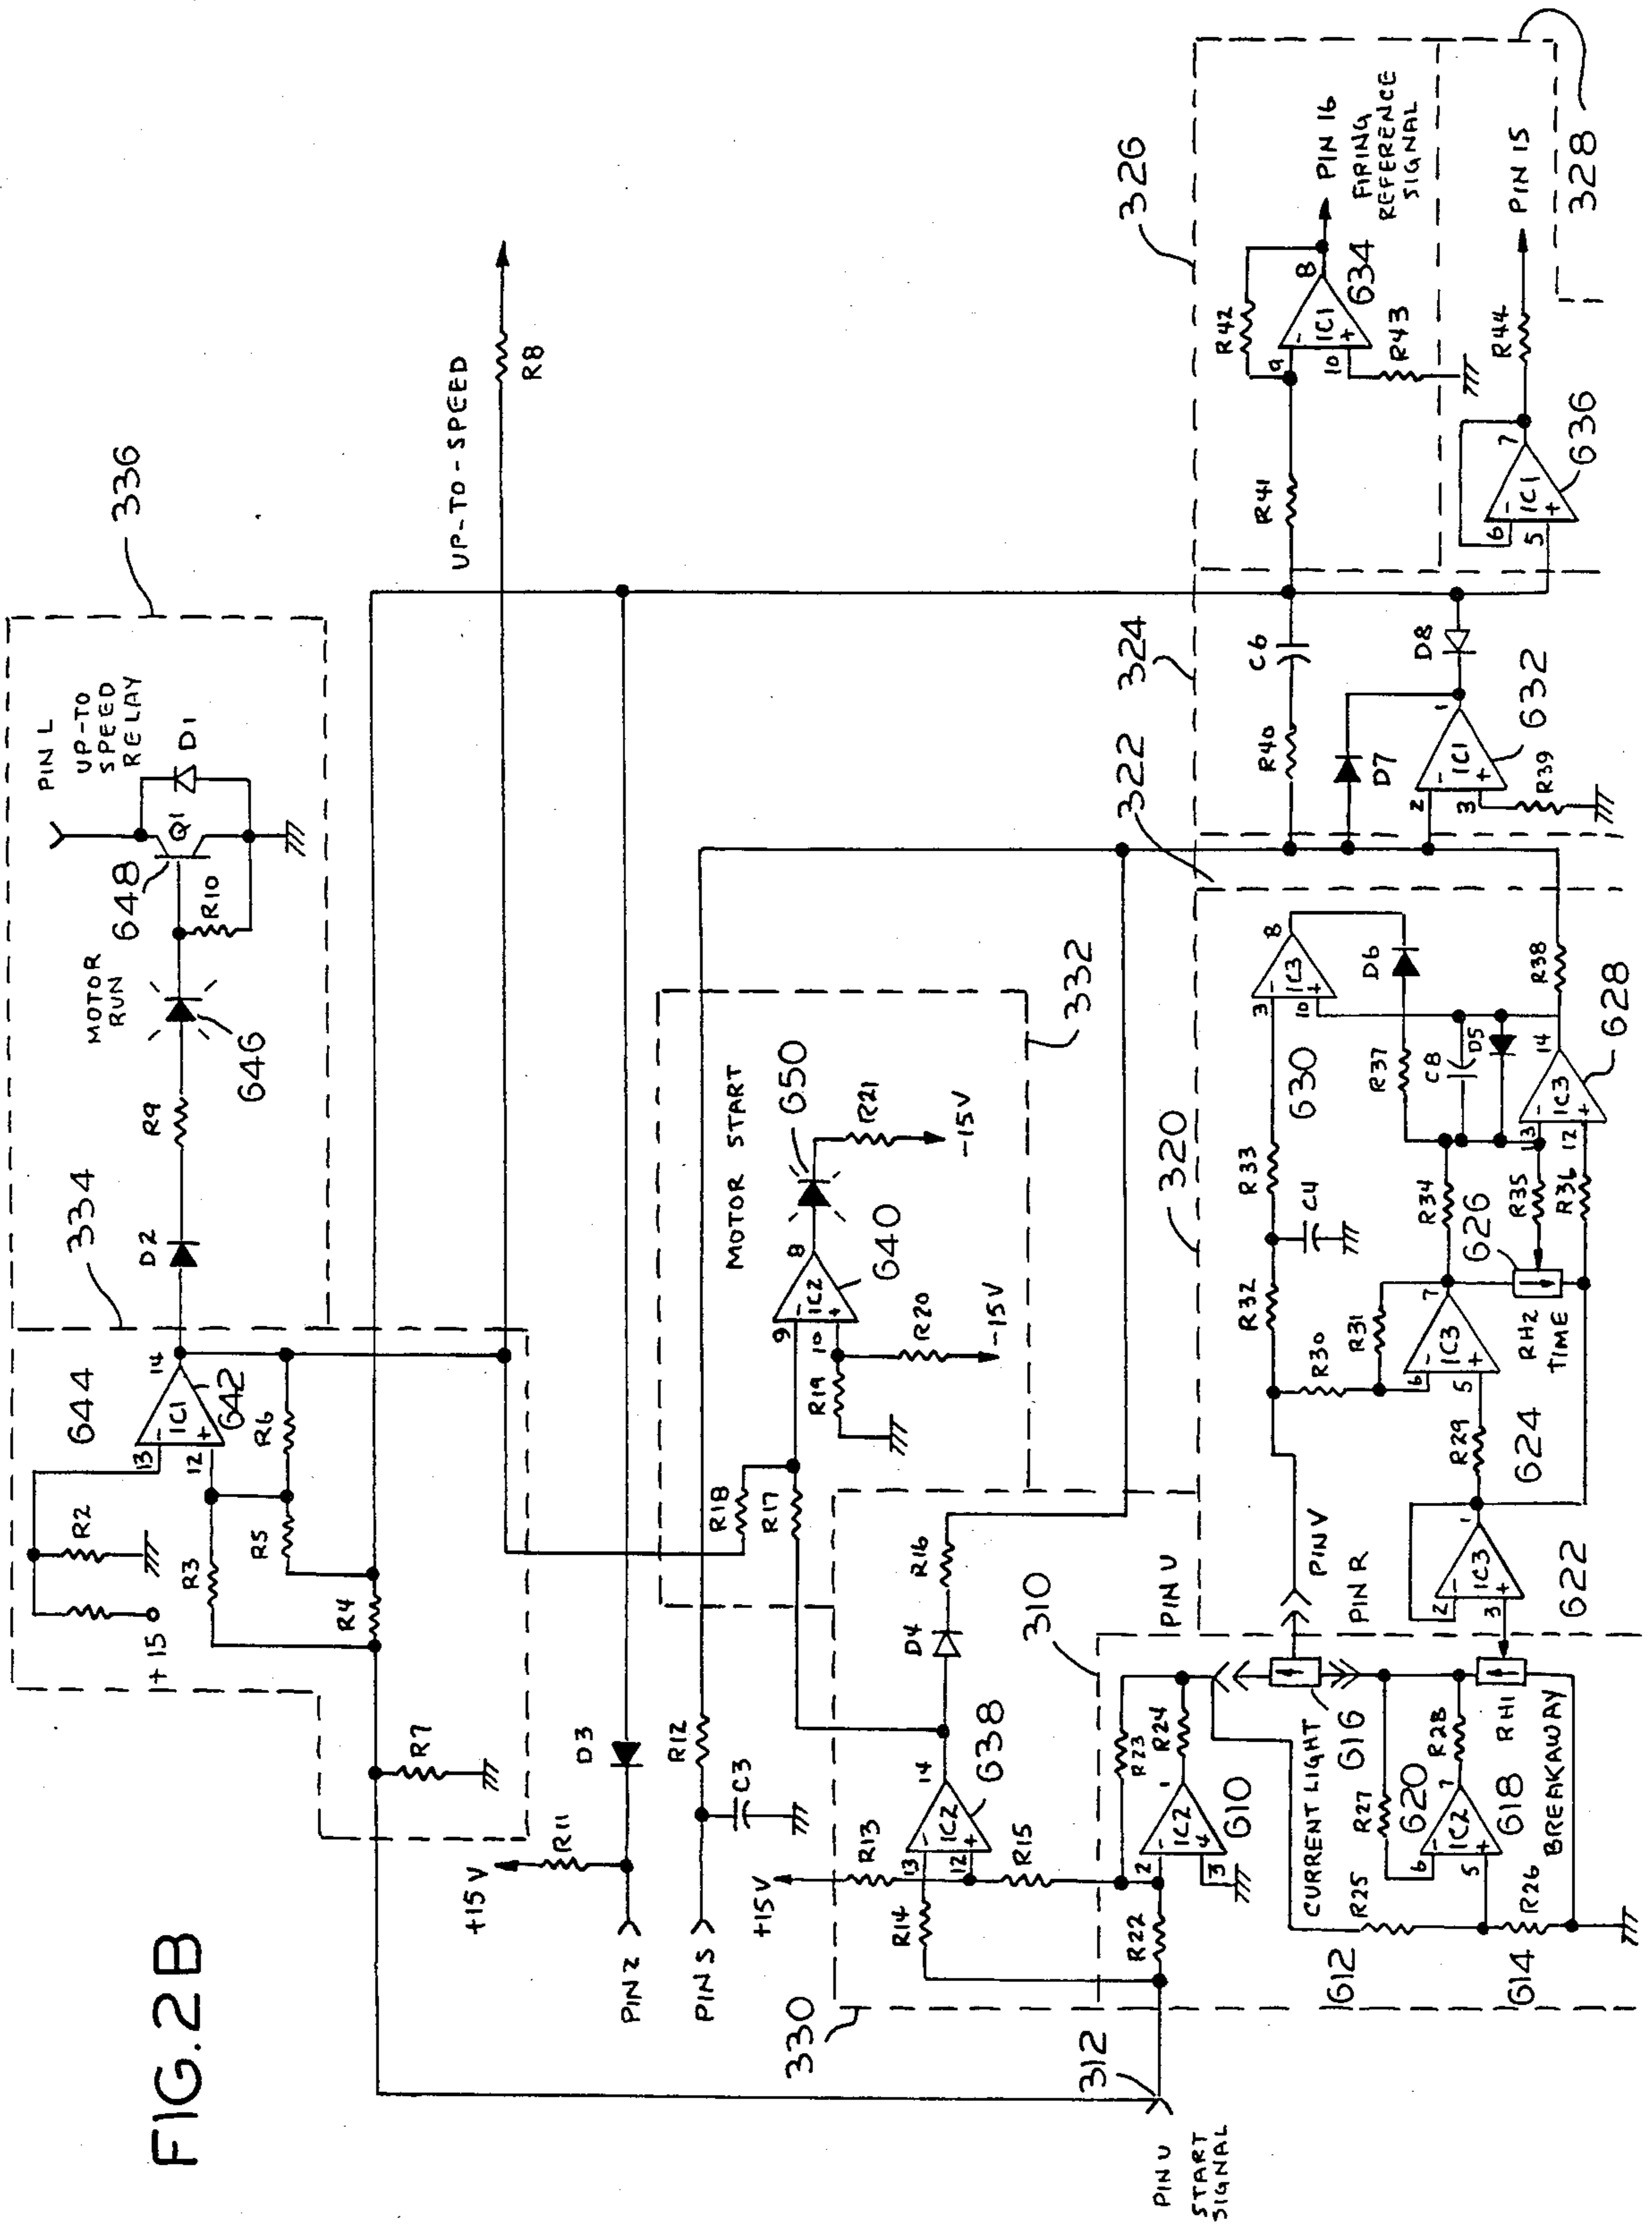 FIG.2B
PIN L
UP-TO
SPEED
RELAY
336
D1
Q1
648
R10
MOTOR
RUN
646
R9
D2
334
644
R2
+15
13
12
14
IC1
-
+
642
R6
R5
R3
R4
R7
UP-TO-SPEED
R8
+15V
R11
D3
PIN Z
PIN S
R12
C3
MOTOR START
332
650
R21
-15V
640
8
9
10
IC2
-
+
R20
-15V
R19
R18
R17
+15V
R13
R14
13
12
14
IC2
-
+
638
R15
D4
R16
330
310
PIN U
312
PIN U
START
SIGNAL
R22
R23
R24
2
3
4
1
IC2
-
610
CURRENT LIGHT
616
612
R25
R27
620
R28
6
5
7
IC2
-
+
618
614
R26
RH1
BREAKAWAY
PIN V
PIN R
622
2
3
1
IC3
-
+
R29
624
6
5
7
IC3
-
+
R30
R31
R32
C4
R33
320
RH2
TIME
626
R34
R35
R36
630
3
10
8
IC3
-
+
R37
D6
C8
D5
13
12
14
IC3
-
+
628
R38
322
324
R40
C6
D7
D8
2
3
1
IC1
-
+
632
R39
326
R41
R42
9
10
8
IC1
-
+
634
R43
PIN 16
FIRING
REFERENCE
SIGNAL
6
5
7
IC1
-
+
636
R44
PIN 15
328